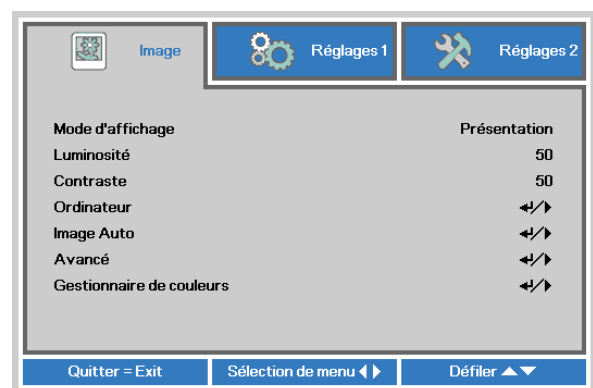 Image Réglages 1 Réglages 2
Mode d'affichage Présentation
Luminosité 50
Contraste 50
Ordinateur
Image Auto
Avancé
Gestionnaire de couleurs
Quitter = Exit Sélection de menu Défiler